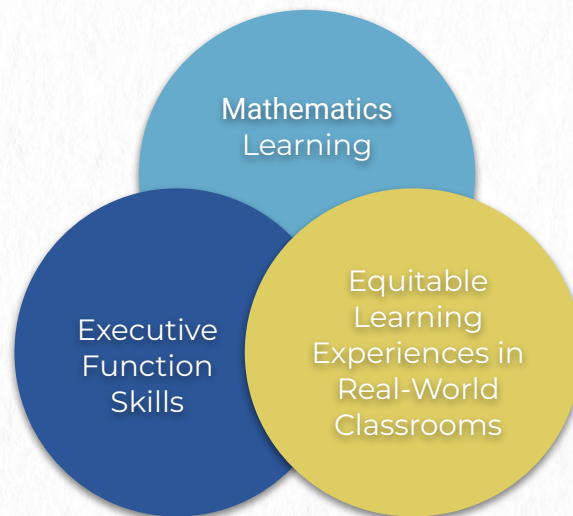 Mathematics
Learning
Executive
Function
Skills
Equitable
Learning
Experiences in
Real-World
Classrooms